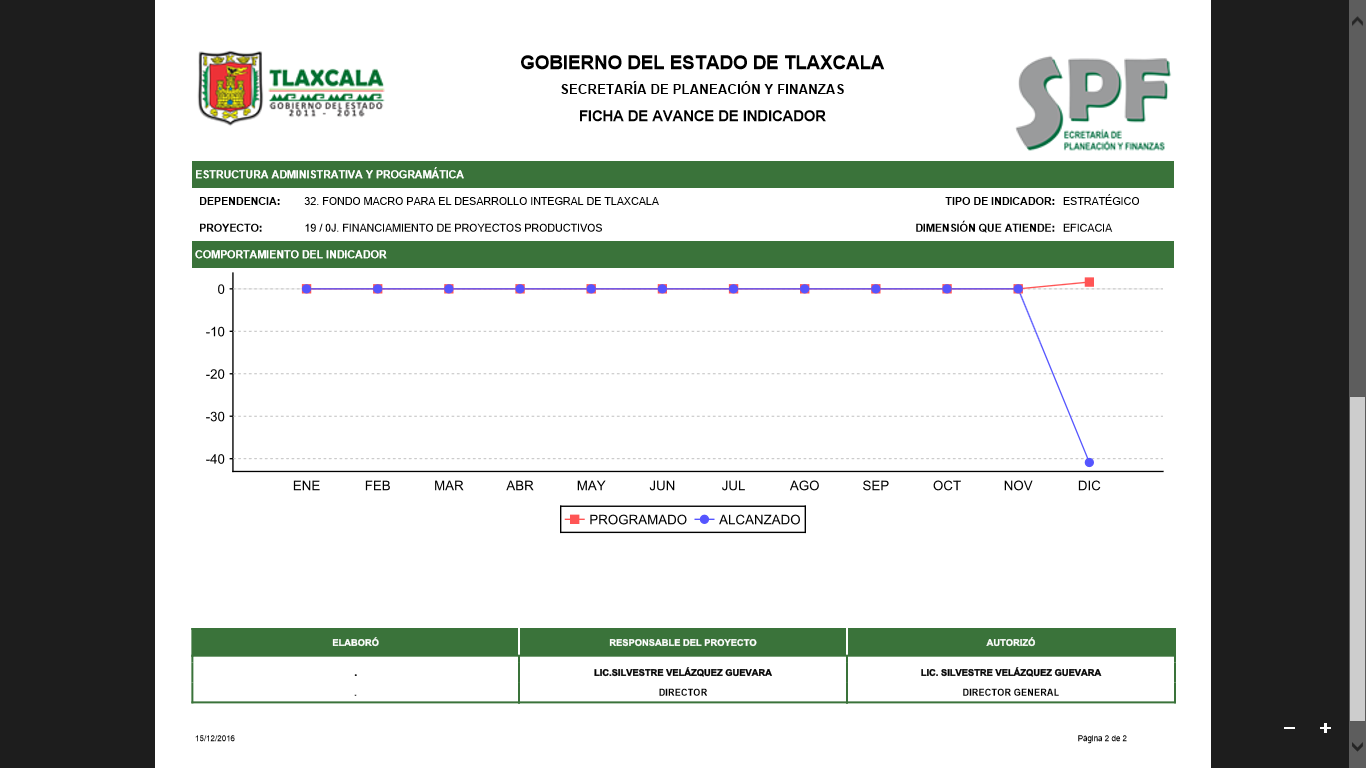 TLAXCALA
GOBIERNO DEL ESTADO
2011 - 2016
GOBIERNO DEL ESTADO DE TLAXCALA
SECRETARÍA DE PLANEACIÓN Y FINANZAS
FICHA DE AVANCE DE INDICADOR
SPF
ECRETARÍA DE
PLANEACIÓN Y FINANZAS
ESTRUCTURA ADMINISTRATIVA Y PROGRAMÁTICA
DEPENDENCIA: 32. FONDO MACRO PARA EL DESARROLLO INTEGRAL DE TLAXCALA TIPO DE INDICADOR: ESTRATÉGICO
PROYECTO: 19 / 0J. FINANCIAMIENTO DE PROYECTOS PRODUCTIVOS DIMENSIÓN QUE ATIENDE: EFICACIA
COMPORTAMIENTO DEL INDICADOR
0
-10
-20
-30
-40
ENE FEB MAR ABR MAY JUN JUL AGO SEP OCT NOV DIC
PROGRAMADO ALCANZADO
ELABORÓ RESPONSABLE DEL PROYECTO AUTORIZÓ
. LIC.SILVESTRE VELÁZQUEZ GUEVARA LIC. SILVESTRE VELÁZQUEZ GUEVARA
. DIRECTOR DIRECTOR GENERAL
15/12/2016 Página 2 de 2